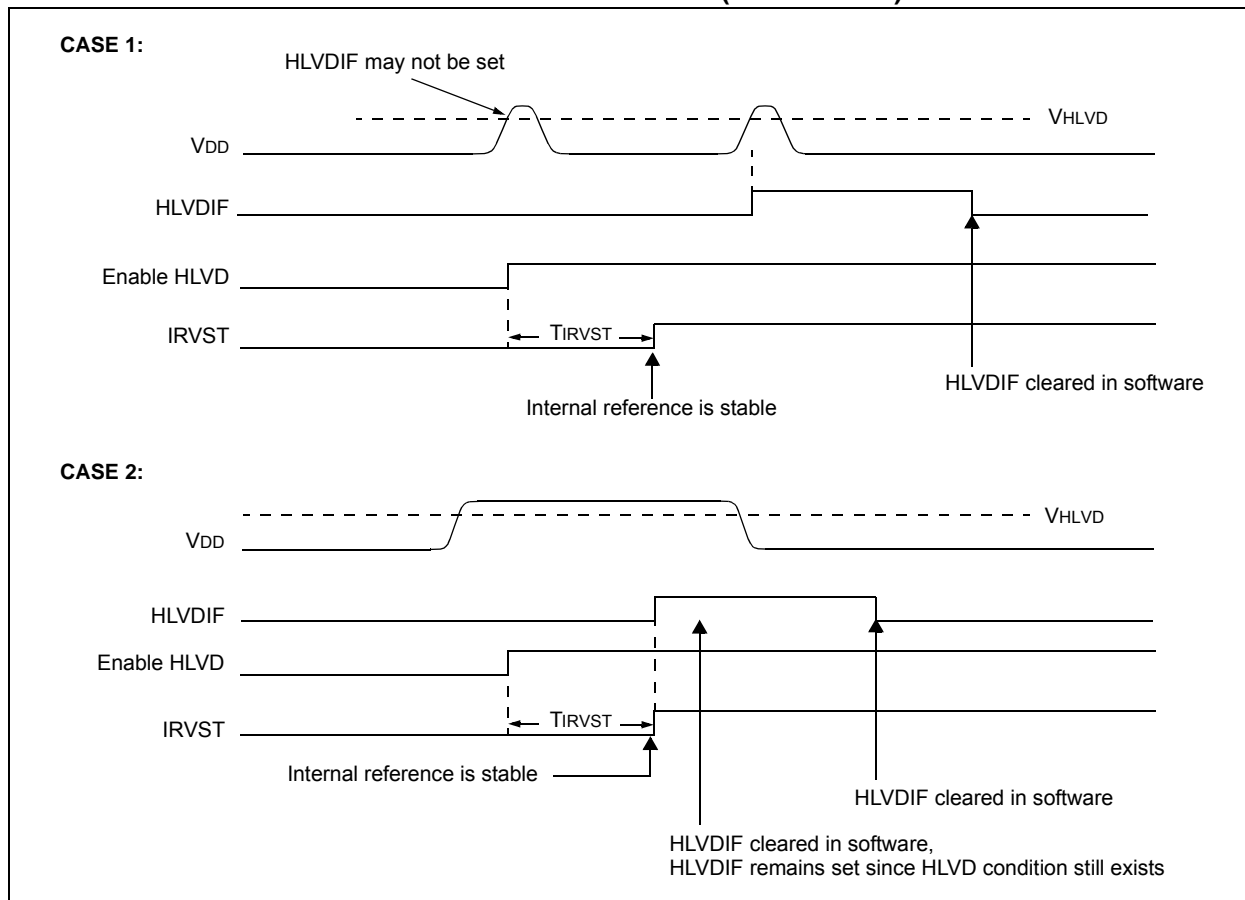 CASE 1:
HLVDIF may not be set
VHLVD
VDD
HLVDIF
Enable HLVD
TIRVST
IRVST
HLVDIF cleared in software
Internal reference is stable
CASE 2:
VHLVD
VDD
HLVDIF
Enable HLVD
TIRVST
IRVST
Internal reference is stable
HLVDIF cleared in software
HLVDIF cleared in software,
HLVDIF remains set since HLVD condition still exists